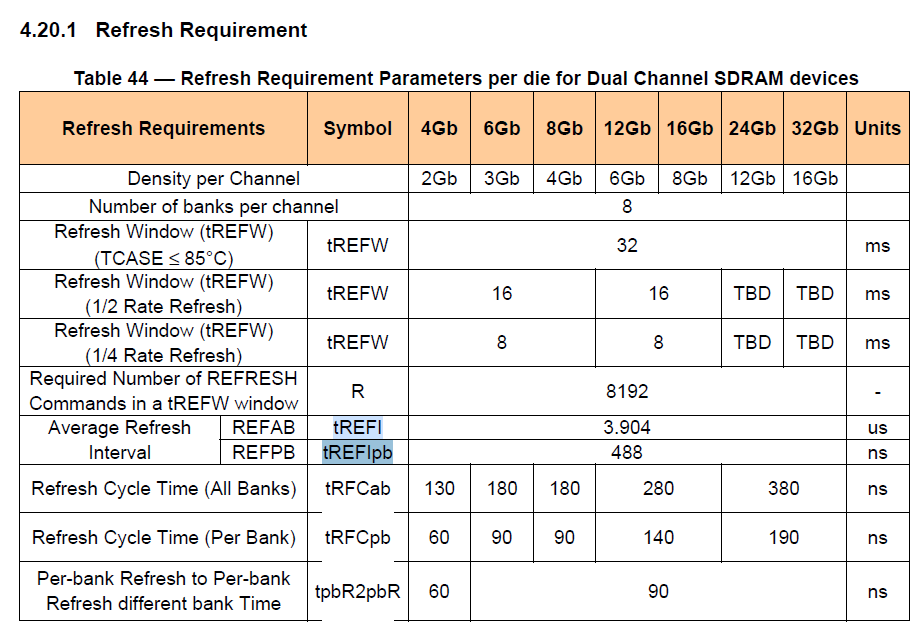 4.20.1 Refresh Requirement
Table 44 — Refresh Requirement Parameters per die for Dual Channel SDRAM devices
Refresh Requirements Symbol 4Gb 6Gb 8Gb 12Gb 16Gb 24Gb 32Gb Units
Density per Channel 2Gb 3Gb 4Gb 6Gb 8Gb 12Gb 16Gb
Number of banks per channel 8
Refresh Window (tREFW)
(TCASE ≤ 85°C) tREFW 32 ms
Refresh Window (tREFW)
(1/2 Rate Refresh) tREFW 16 16 TBD TBD ms
Refresh Window (tREFW)
(1/4 Rate Refresh) tREFW 8 8 TBD TBD ms
Required Number of REFRESH
Commands in a tREFW window R 8192 -
Average Refresh REFAB tREFI 3.904 us
Interval REFPB tREFIpb 488 ns
Refresh Cycle Time (All Banks) tRFCab 130 180 180 280 380 ns
Refresh Cycle Time (Per Bank) tRFCpb 60 90 90 140 190 ns
Per-bank Refresh to Per-bank
Refresh different bank Time tpbR2pbR 60 90 ns